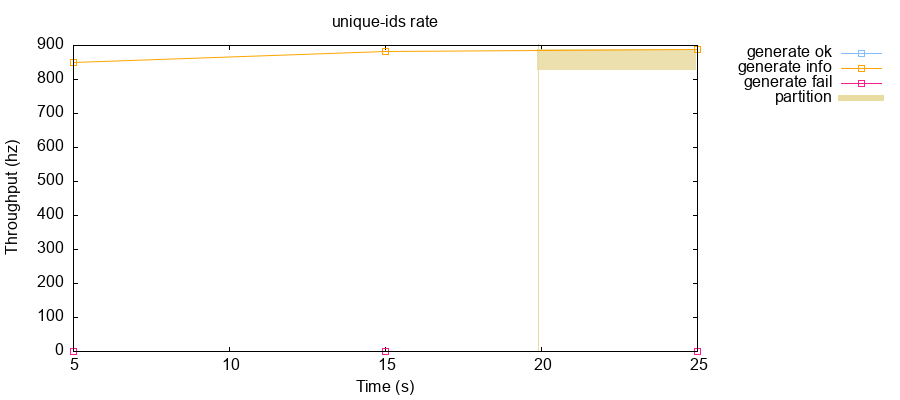 unique-ids rate
900
800
700
600
500
400
300
200
100
0
5
10
15
20
25
Throughput (hz)
Time (s)
generate ok
generate info
generate fail
partition